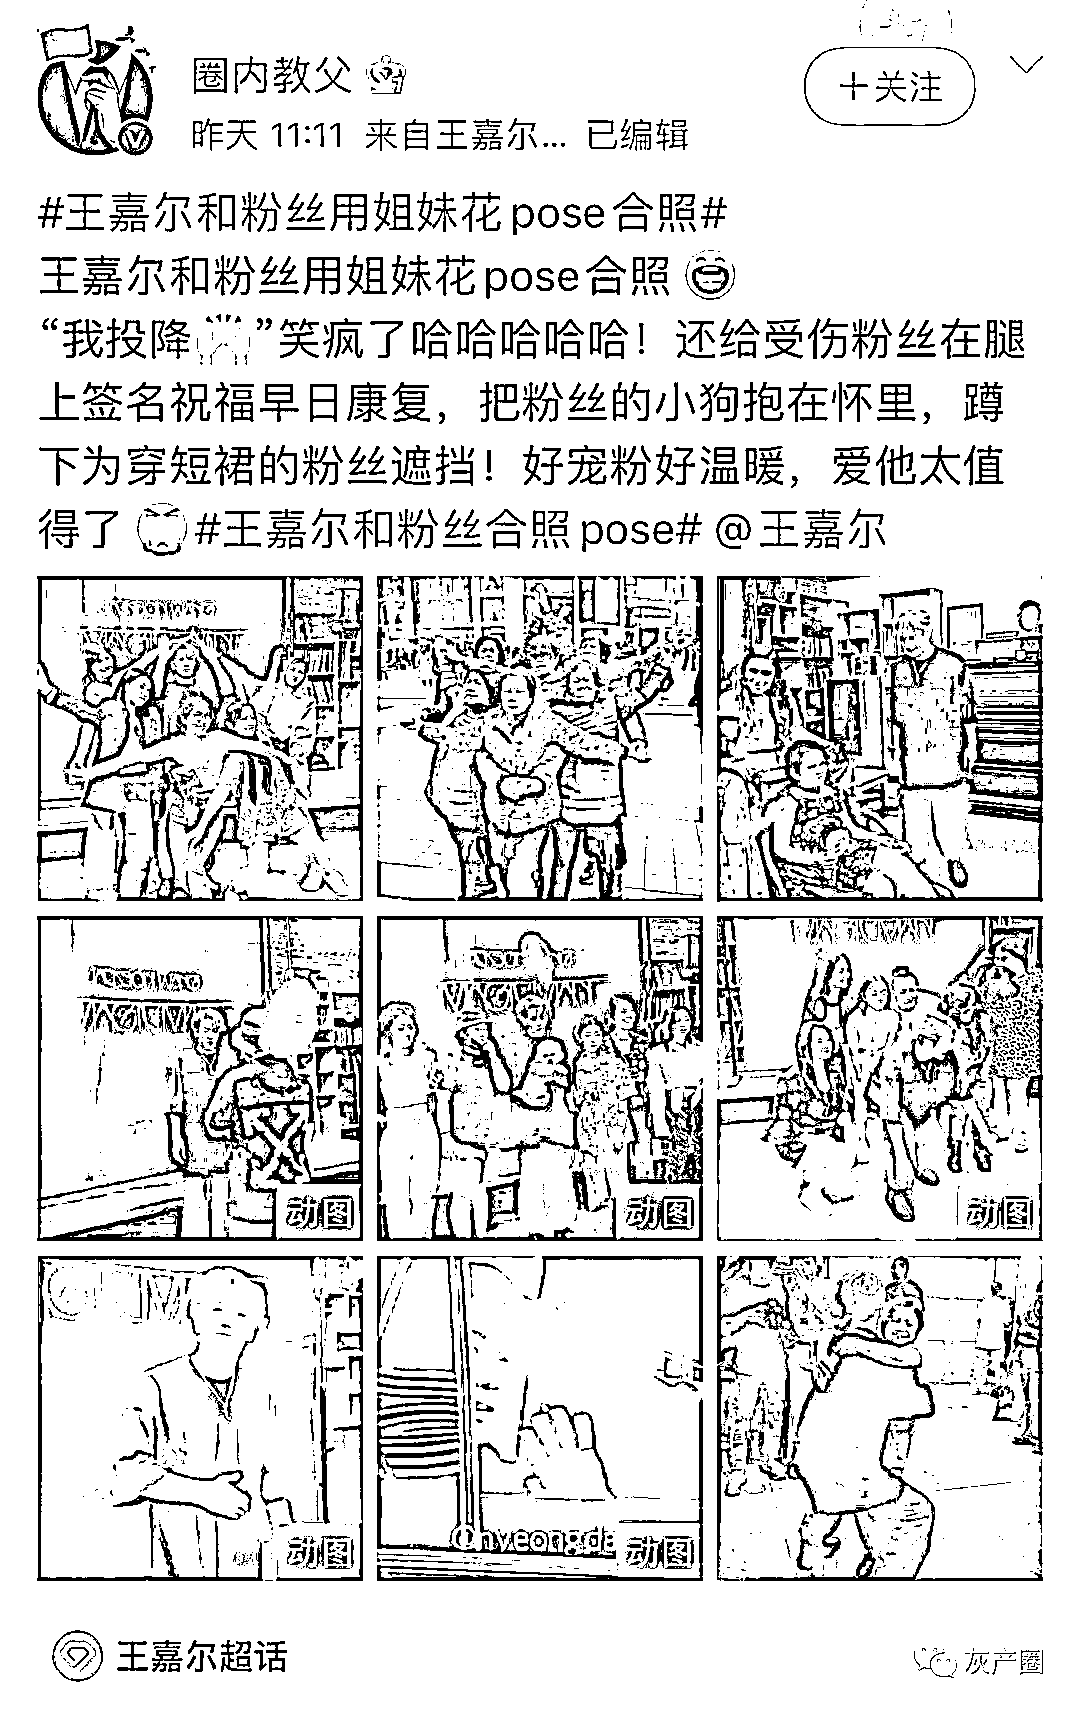 圈内教父
+关注
昨天 11:11 来自王嘉尔... 已编辑
#王嘉尔和粉丝用姐妹花pose合照#
王嘉尔和粉丝用姐妹花pose合照
“我投降”笑疯了哈哈哈哈哈！还给受伤粉丝在腿
上签名祝福早日康复，把粉丝的小狗抱在怀里，蹲
下为穿短裙的粉丝遮挡！好宠粉好温暖，爱他太值
得了 #王嘉尔和粉丝合照pose# @王嘉尔
动图
动图
动图
动图
动图
王嘉尔超话
灰产圈